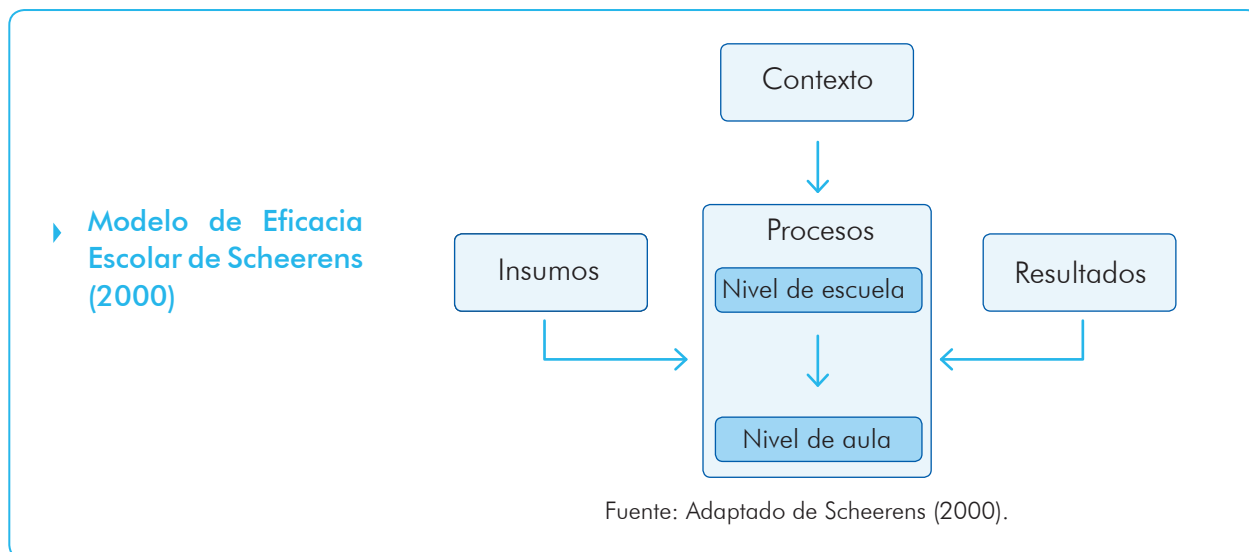 Modelo de Eficacia
Escolar de Scheerens
(2000)
Contexto
Insumos
Procesos
Nivel de escuela
Nivel de aula
Resultados
Fuente: Adaptado de Scheerens (2000).